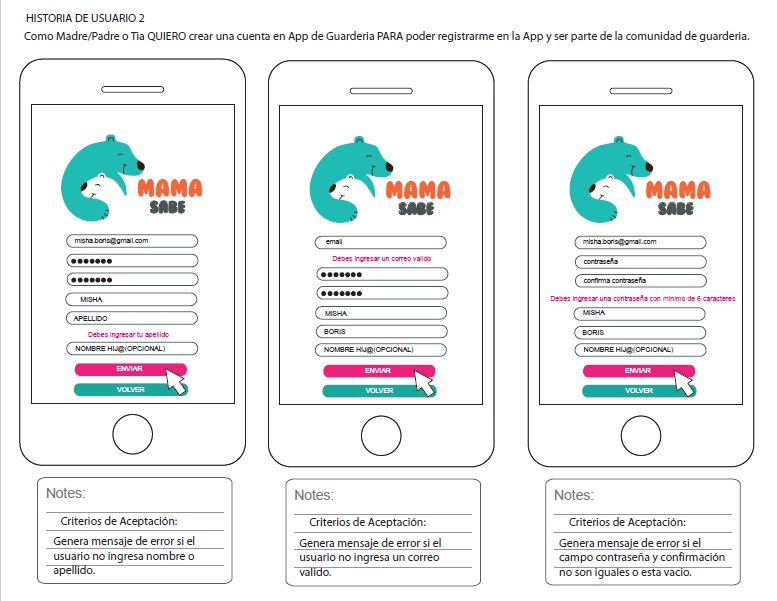 HISTORIA DE USUARIO 2
Como Madre/Padre o Tia QUIERO crear una cuenta en App de Guarderia PARA poder registrarme en la App y ser parte de la comunidad de guarderia.
MAMA
SABE
misha.boris@gmail.com
MISHA
APELLIDO
Debes ingresar tu apellido
NOMBRE HIJ@(OPCIONAL)
ENVIAR
VOLVER
Notes:
Criterios de Aceptación:
Genera mensaje de error si el
usuario no ingresa nombre o
apellido.
MAMA
SABE
email
Debes ingresar un correo valido
MISHA
BORIS
NOMBRE HIJ@(OPCIONAL)
ENVIAR
VOLVER
Notes:
Criterios de Aceptación:
Genera mensaje de error si el
usuario no ingresa un correo
valido.
MAMA
SABE
misha.boris@gmail.com
contraseña
confirma contraseña
Debes ingresar una contraseña con minimo de 6 caracteres
MISHA
BORIS
NOMBRE HIJ@(OPCIONAL)
ENVIAR
VOLVER
Notes:
Criterios de Aceptación:
Genera mensaje de error si el
campo contraseña y confirmación
no son iguales o esta vacio.